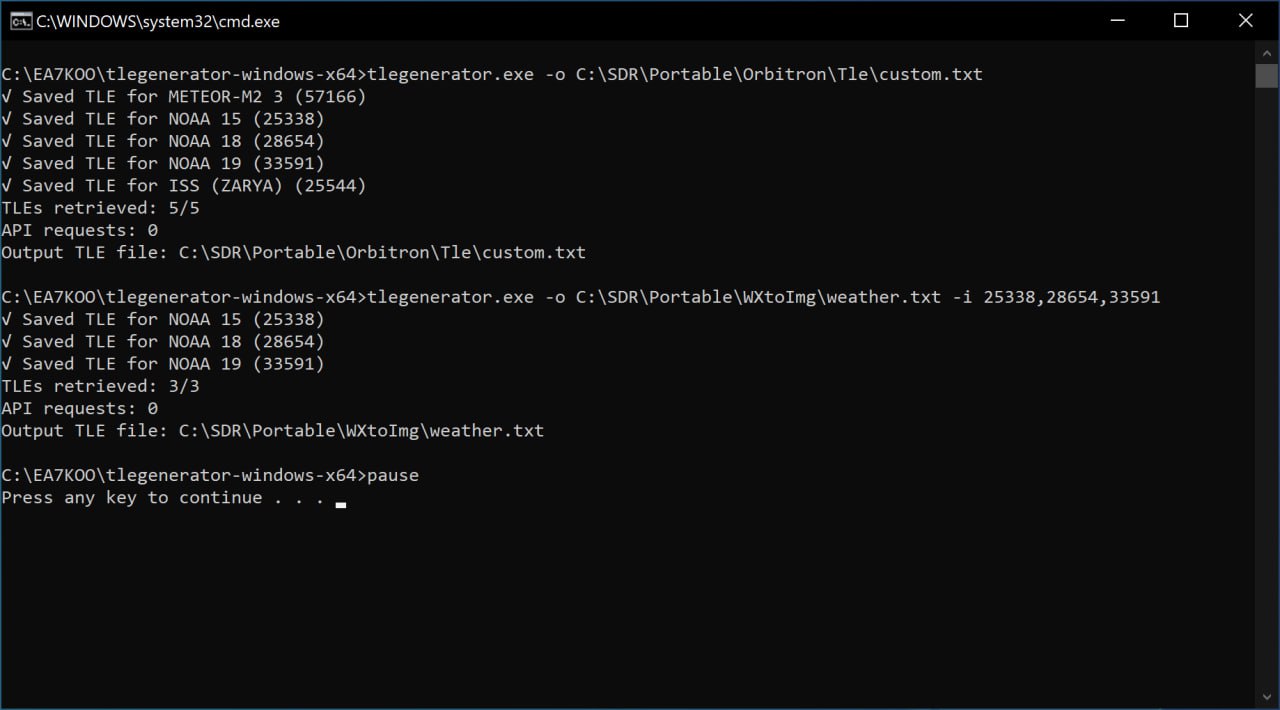 C:\WINDOWS\system32\cmd.exe
C:\EA7KOO\tlegenerator-windows-x64>tlegenerator.exe -o C:\SDR\Portable\Orbitron\Tle\custom.txt
√ Saved TLE for METEOR-M2 3 (57166)
√ Saved TLE for NOAA 15 (25338)
√ Saved TLE for NOAA 18 (28654)
√ Saved TLE for NOAA 19 (33591)
√ Saved TLE for ISS (ZARYA) (25544)
TLEs retrieved: 5/5
API requests: 0
Output TLE file: C:\SDR\Portable\Orbitron\Tle\custom.txt
C:\EA7KOO\tlegenerator-windows-x64>tlegenerator.exe -o C:\SDR\Portable\WXtoImg\weather.txt -i 25338,28654,33591
√ Saved TLE for NOAA 15 (25338)
√ Saved TLE for NOAA 18 (28654)
√ Saved TLE for NOAA 19 (33591)
TLEs retrieved: 3/3
API requests: 0
Output TLE file: C:\SDR\Portable\WXtoImg\weather.txt
C:\EA7KOO\tlegenerator-windows-x64>pause
Press any key to continue . . .